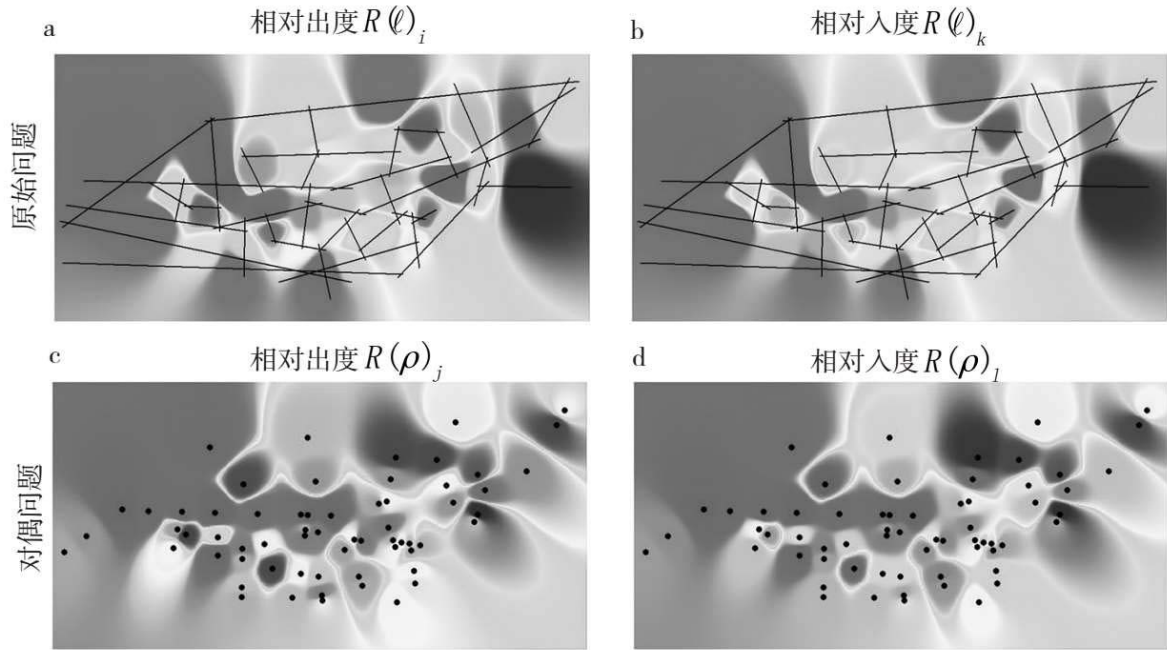 a
相对出度 R(ℓ)i
b
相对入度 R(ℓ)k
原始问题
c
相对出度 R(ρ)j
d
相对入度 R(ρ)l
对偶问题